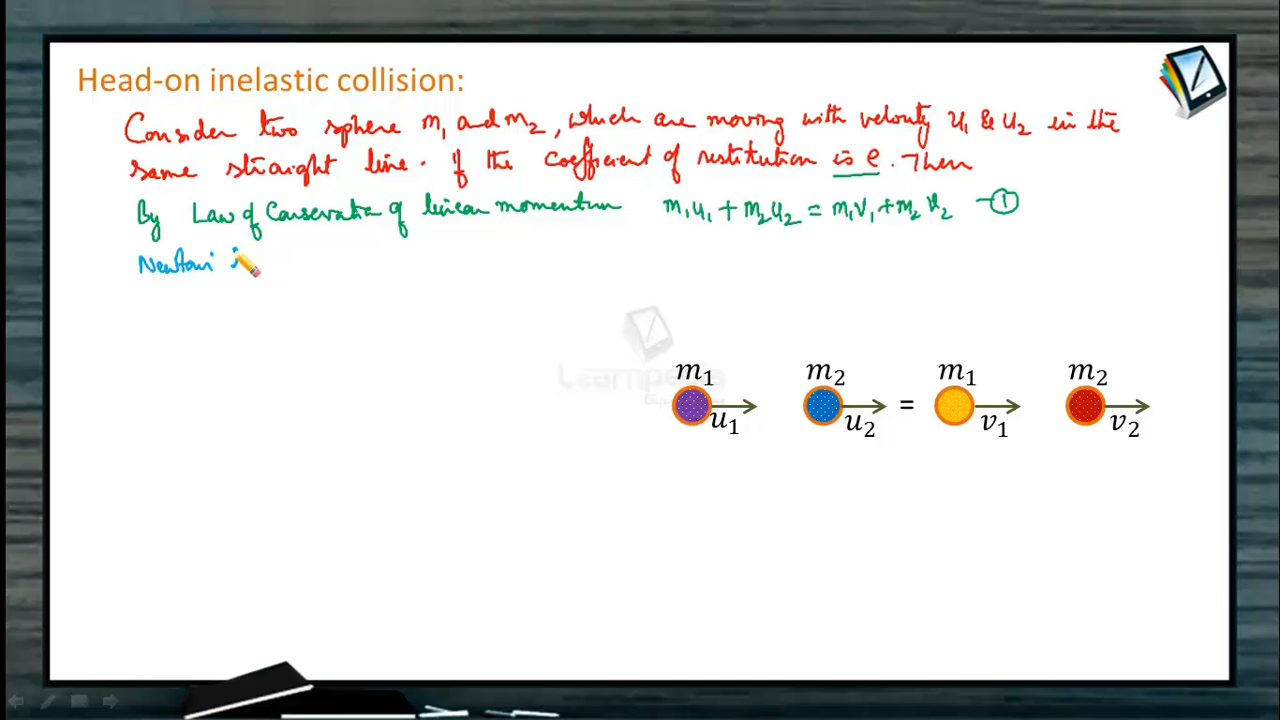 Head-on inelastic collision:
Consider two sphere m₁ and m₂, which are moving with velocity u₁ & u₂ in the
same straight line. If the coefficient of restitution is e. Then
By Law of Conservation of linear momentum m₁u₁ + m₂u₂ = m₁v₁ + m₂v₂ —①
Newton's
m₁ m₂ m₁ m₂
u₁ u₂ = v₁ v₂